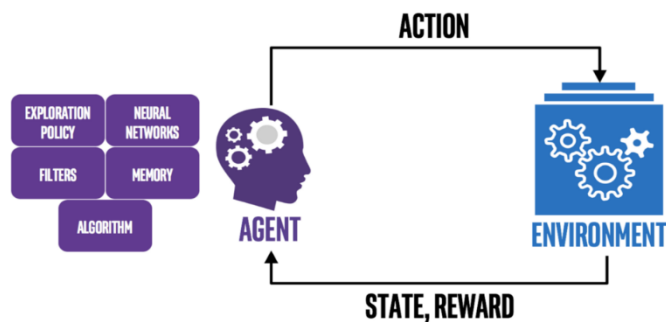 ACTION
EXPLORATION
POLICY
NEURAL
NETWORKS
FILTERS
MEMORY
ALGORITHM
AGENT
ENVIRONMENT
STATE, REWARD